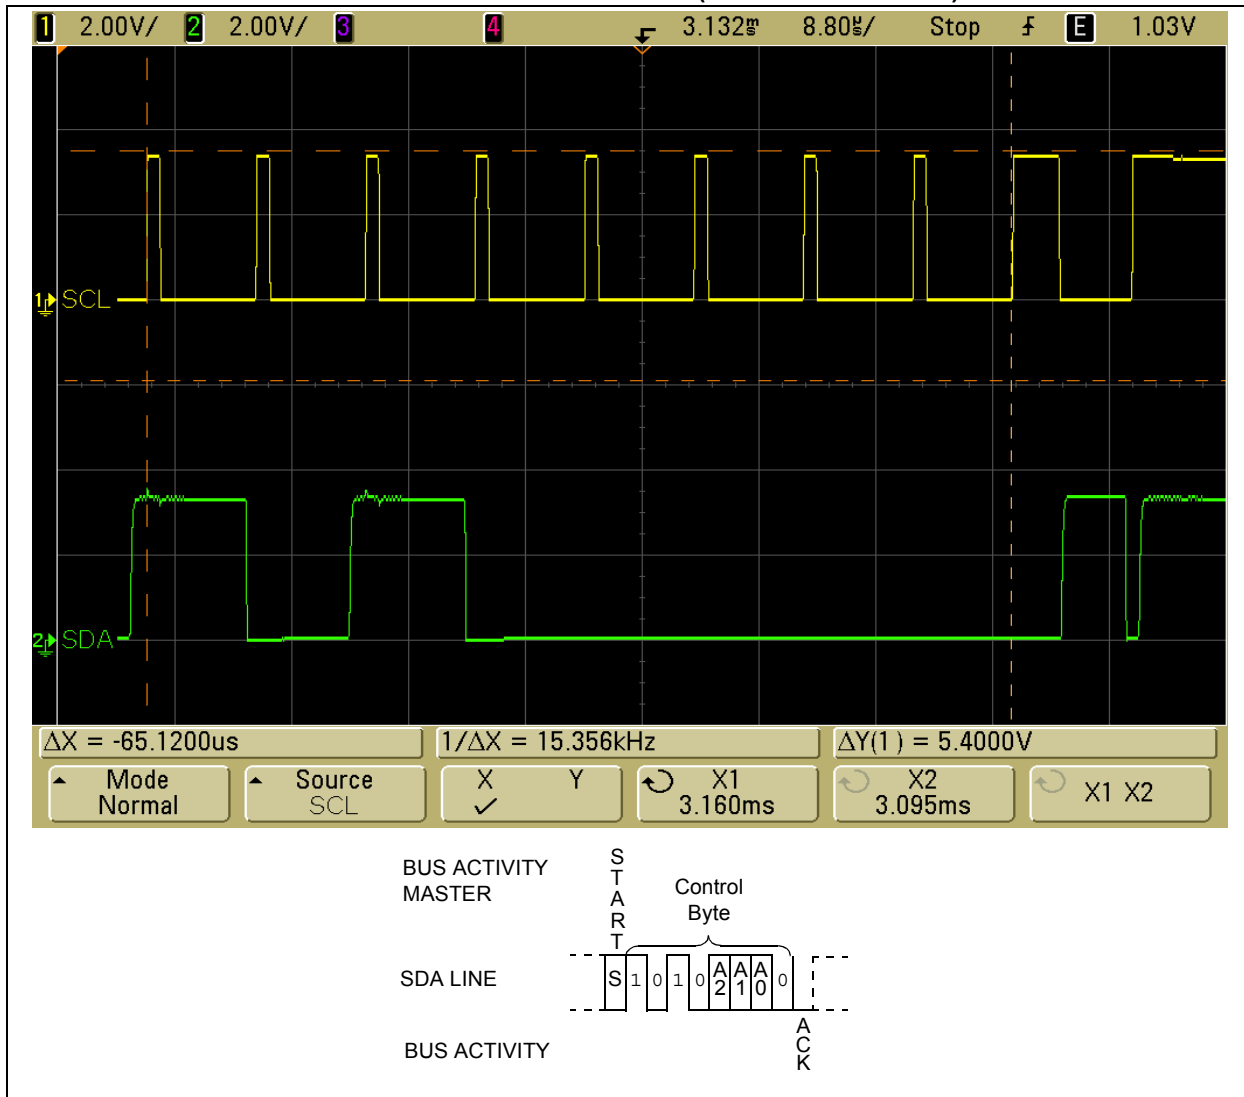 1 2.00V/ 2 2.00V/ 3 4 3.132ms 8.80us/ Stop E 1.03V
1 SCL
2 SDA
ΔX = -65.1200us 1/ΔX = 15.356kHz ΔY(1) = 5.4000V
Mode Source X Y X1 X2 X1 X2
Normal SCL ✓ 3.160ms 3.095ms
BUS ACTIVITY
MASTER
START
Control
Byte
SDA LINE
S 1 0 1 0 A2 A1 A0 0
ACK
BUS ACTIVITY